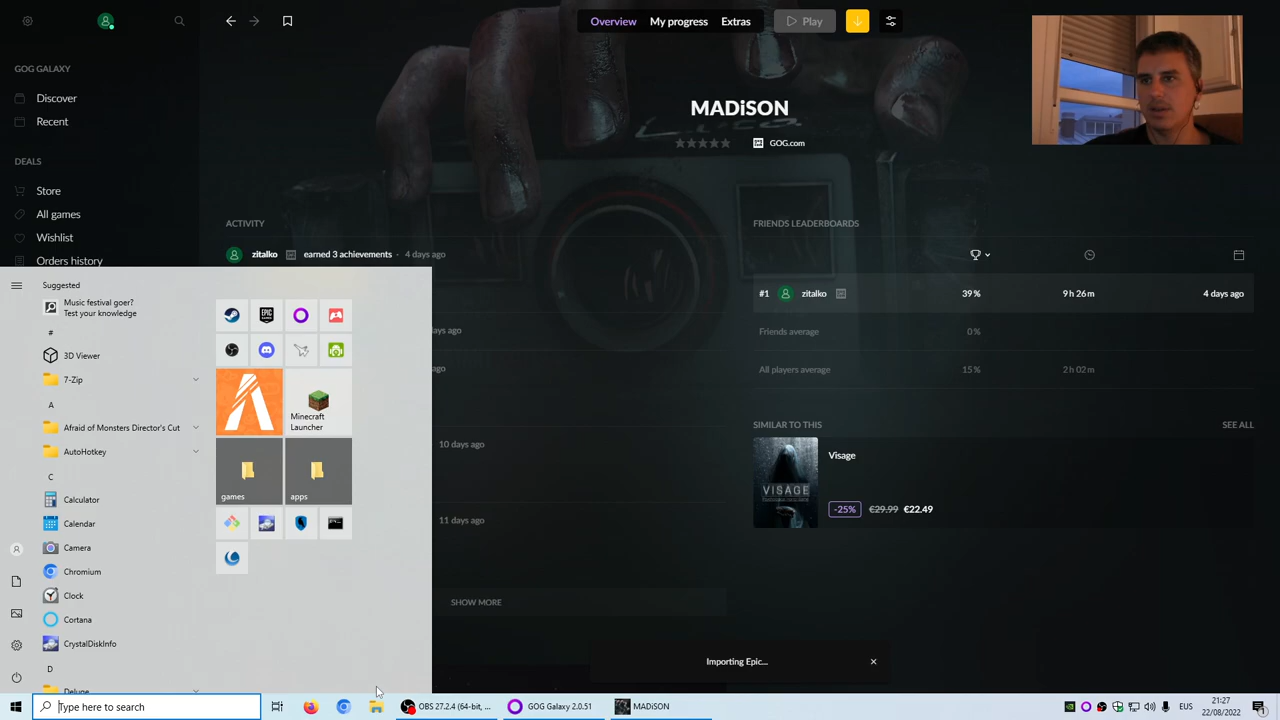 Overview
My progress
Extras
Play
GOG GALAXY
Discover
Recent
DEALS
Store
All games
Wishlist
Orders history
MADiSON
GOG.com
ACTIVITY
zitalko earned 3 achievements · 4 days ago
days ago
ago
10 days ago
11 days ago
SHOW MORE
FRIENDS LEADERBOARDS
#1 zitalko 39% 9 h 26 m 4 days ago
Friends average 0%
All players average 15% 2 h 02 m
SIMILAR TO THIS
SEE ALL
VISAGE
Visage
-25% €29.99 €22.49
Importing Epic...
Suggested
Music festival goer?
Test your knowledge
#
3D Viewer
7-Zip
A
Afraid of Monsters Director's Cut
AutoHotkey
C
Calculator
Calendar
Camera
Chromium
Clock
Cortana
CrystalDiskInfo
D
Deluge
Minecraft
Launcher
games
apps
Type here to search
OBS 27.2.4 (64-bit, ...
GOG Galaxy 2.0.51
MADiSON
EUS
21:27
22/08/2022